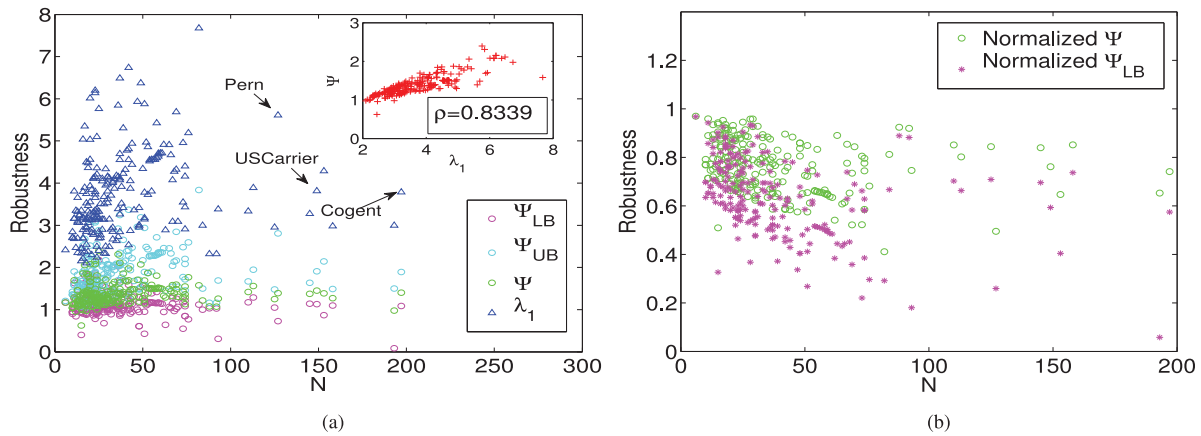 8
7
6
5
4
3
2
1
0
Robustness
0 50 100 150 200 250 300
N
Pern
USCarrier
Cogent
3
2
1
0
Ψ
2 4 6 8
λ1
ρ=0.8339
ΨLB
ΨUB
Ψ
λ1
(a)
1.2
1
0.8
0.6
0.4
0.2
0
Robustness
0 50 100 150 200
N
Normalized Ψ
Normalized ΨLB
(b)